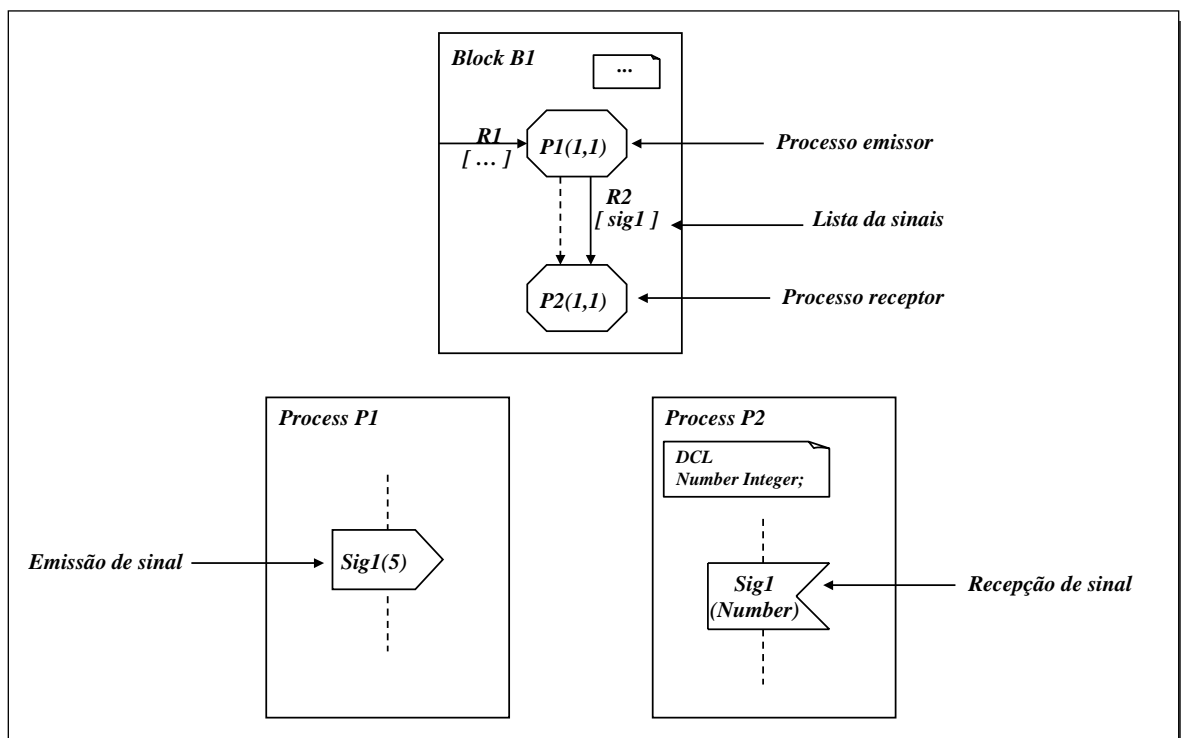 Block B1
...
R1
[ ... ]
P1(1,1)
Processo emissor
R2
[ sig1 ]
Lista da sinais
P2(1,1)
Processo receptor
Process P1
Sig1(5)
Emissão de sinal
Process P2
DCL
Number Integer;
Sig1
(Number)
Recepção de sinal